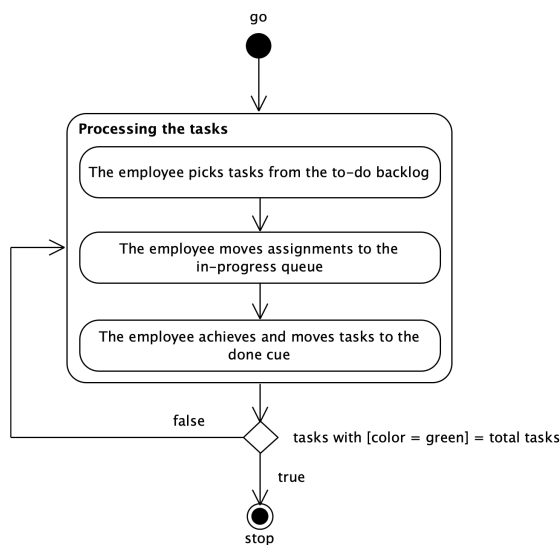 go
Processing the tasks
The employee picks tasks from the to-do backlog
The employee moves assignments to the
in-progress queue
The employee achieves and moves tasks to the
done cue
false
tasks with [color = green] = total tasks
true
stop